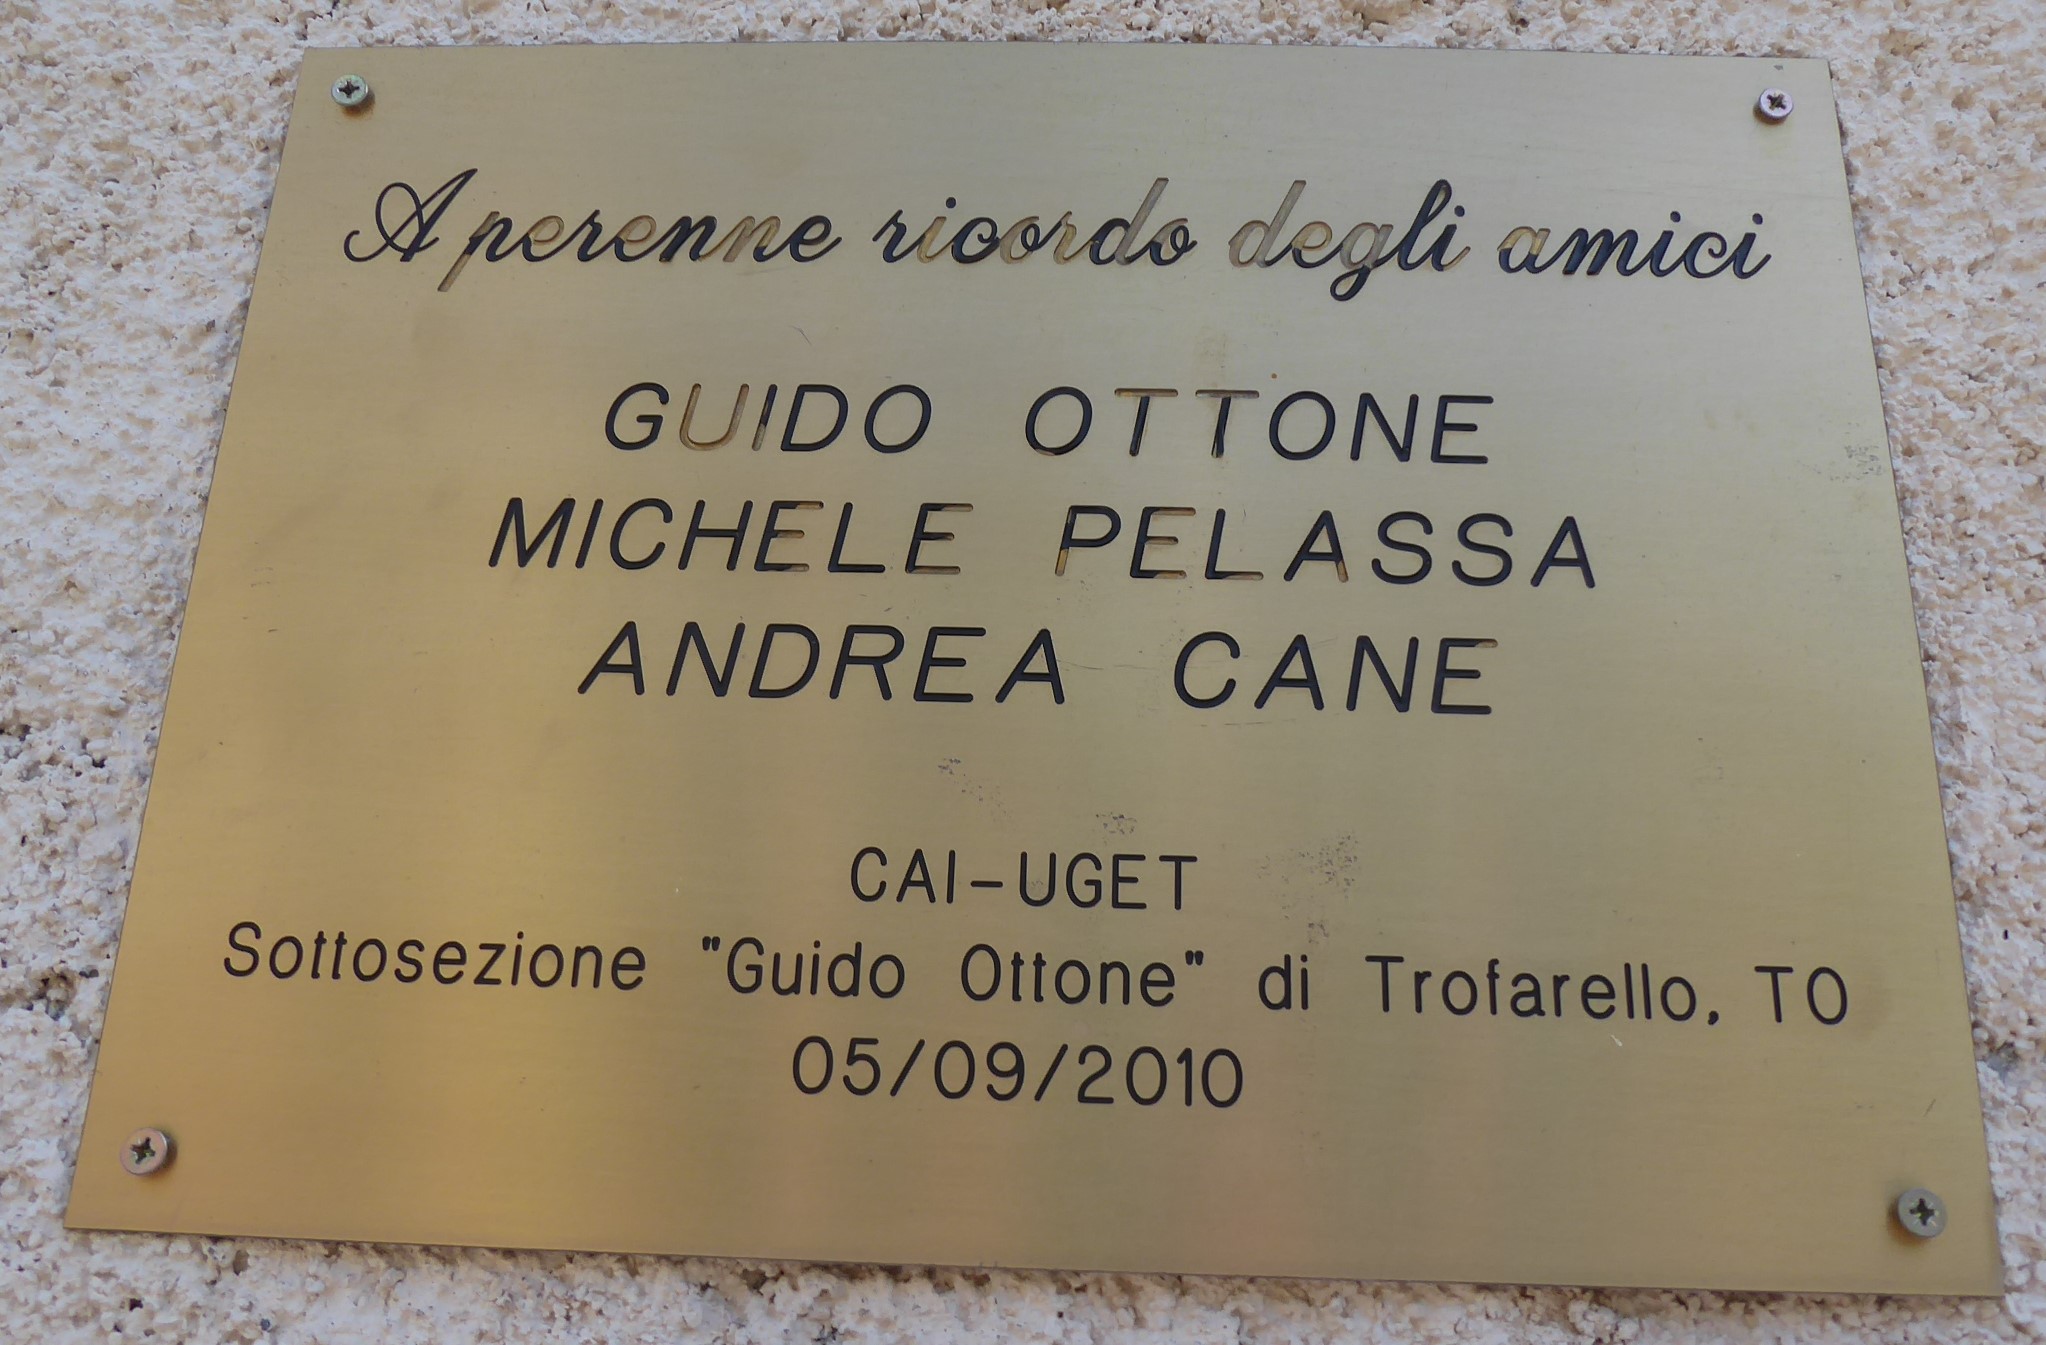 A perenne ricordo degli amici
GUIDO OTTONE
MICHELE PELASSA
ANDREA CANE
CAI-UGET
Sottosezione "Guido Ottone" di Trofarello, TO
05/09/2010